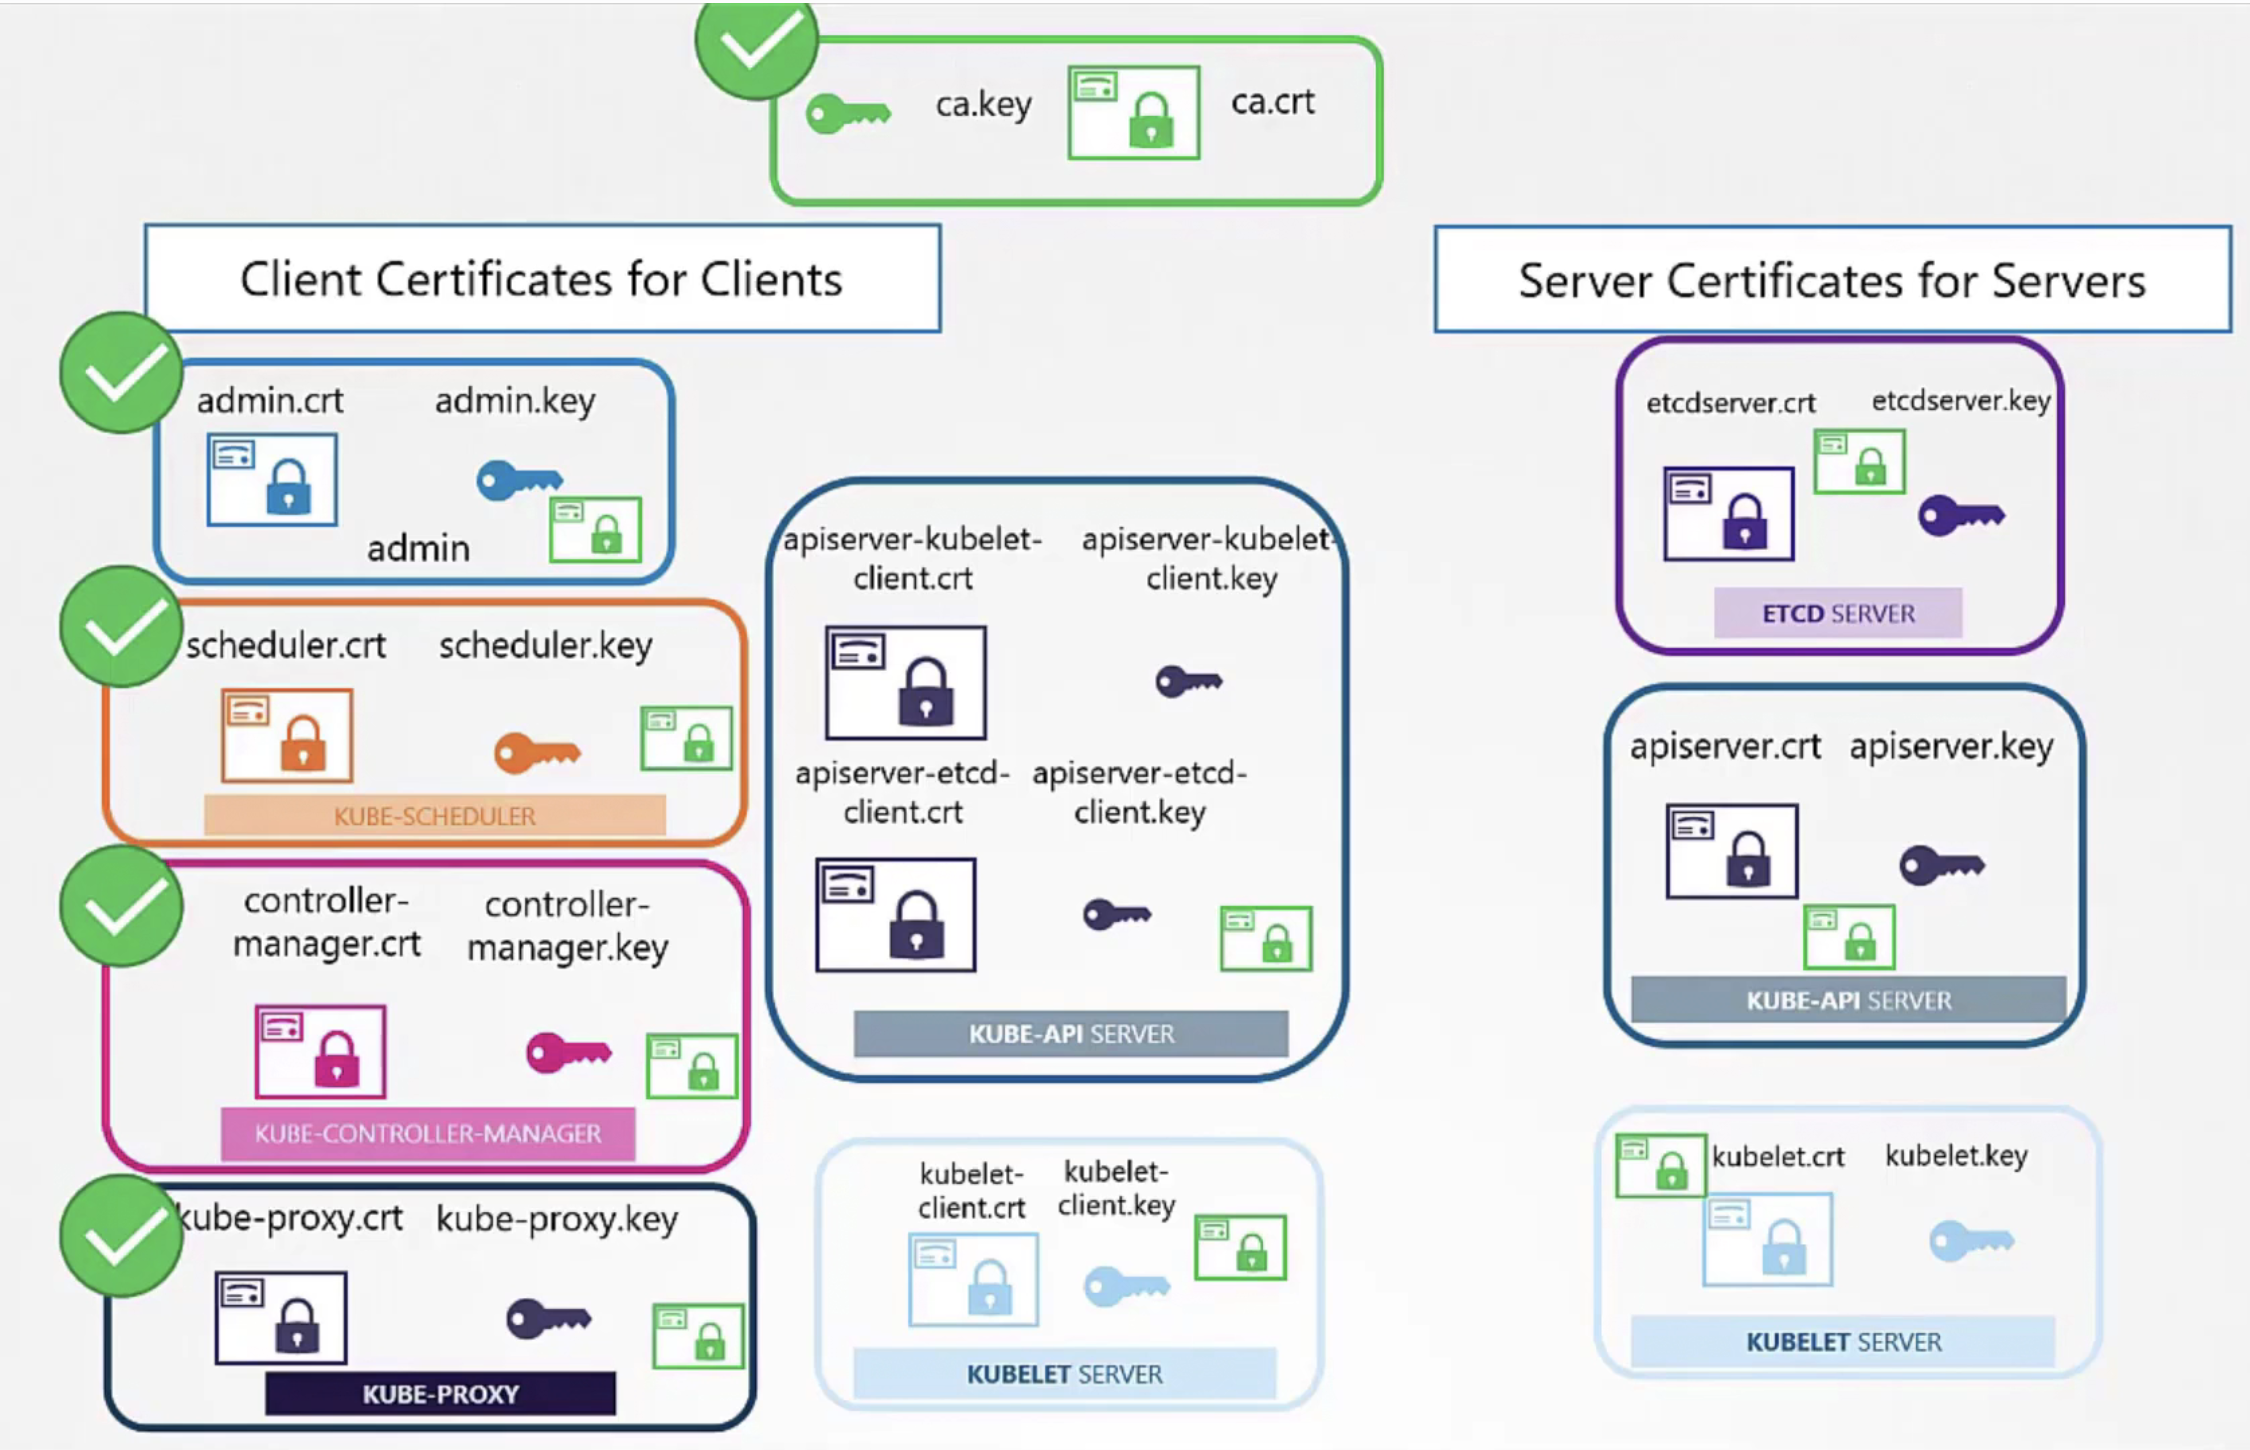 ca.key
ca.crt
Client Certificates for Clients
Server Certificates for Servers
admin.crt
admin.key
admin
scheduler.crt
scheduler.key
KUBE-SCHEDULER
controller-
manager.crt
controller-
manager.key
KUBE-CONTROLLER-MANAGER
kube-proxy.crt
kube-proxy.key
KUBE-PROXY
apiserver-kubelet-
client.crt
apiserver-kubelet-
client.key
apiserver-etcd-
client.crt
apiserver-etcd-
client.key
KUBE-API SERVER
kubelet-
client.crt
kubelet-
client.key
KUBELET SERVER
etcdserver.crt
etcdserver.key
ETCD SERVER
apiserver.crt
apiserver.key
KUBE-API SERVER
kubelet.crt
kubelet.key
KUBELET SERVER